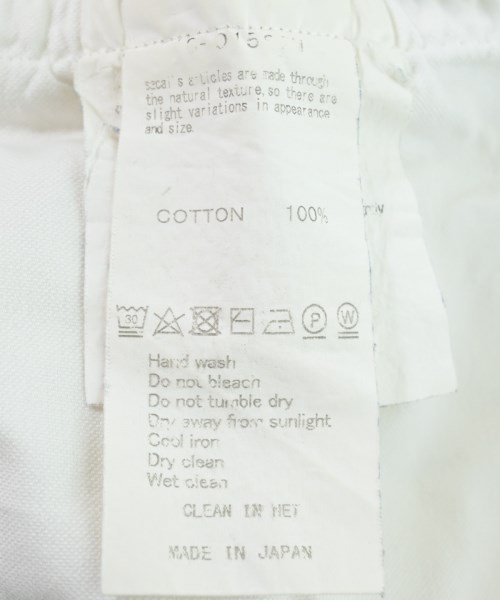 sacai's articles are made through
the natural texture, so there are
slight variations in appearance
and size.
COTTON 100%
30 P W
Hand wash
Do not bleach
Do not tumble dry
Dry away from sunlight
Cool iron
Dry clean
Wet clean
CLEAN IN NET
MADE IN JAPAN